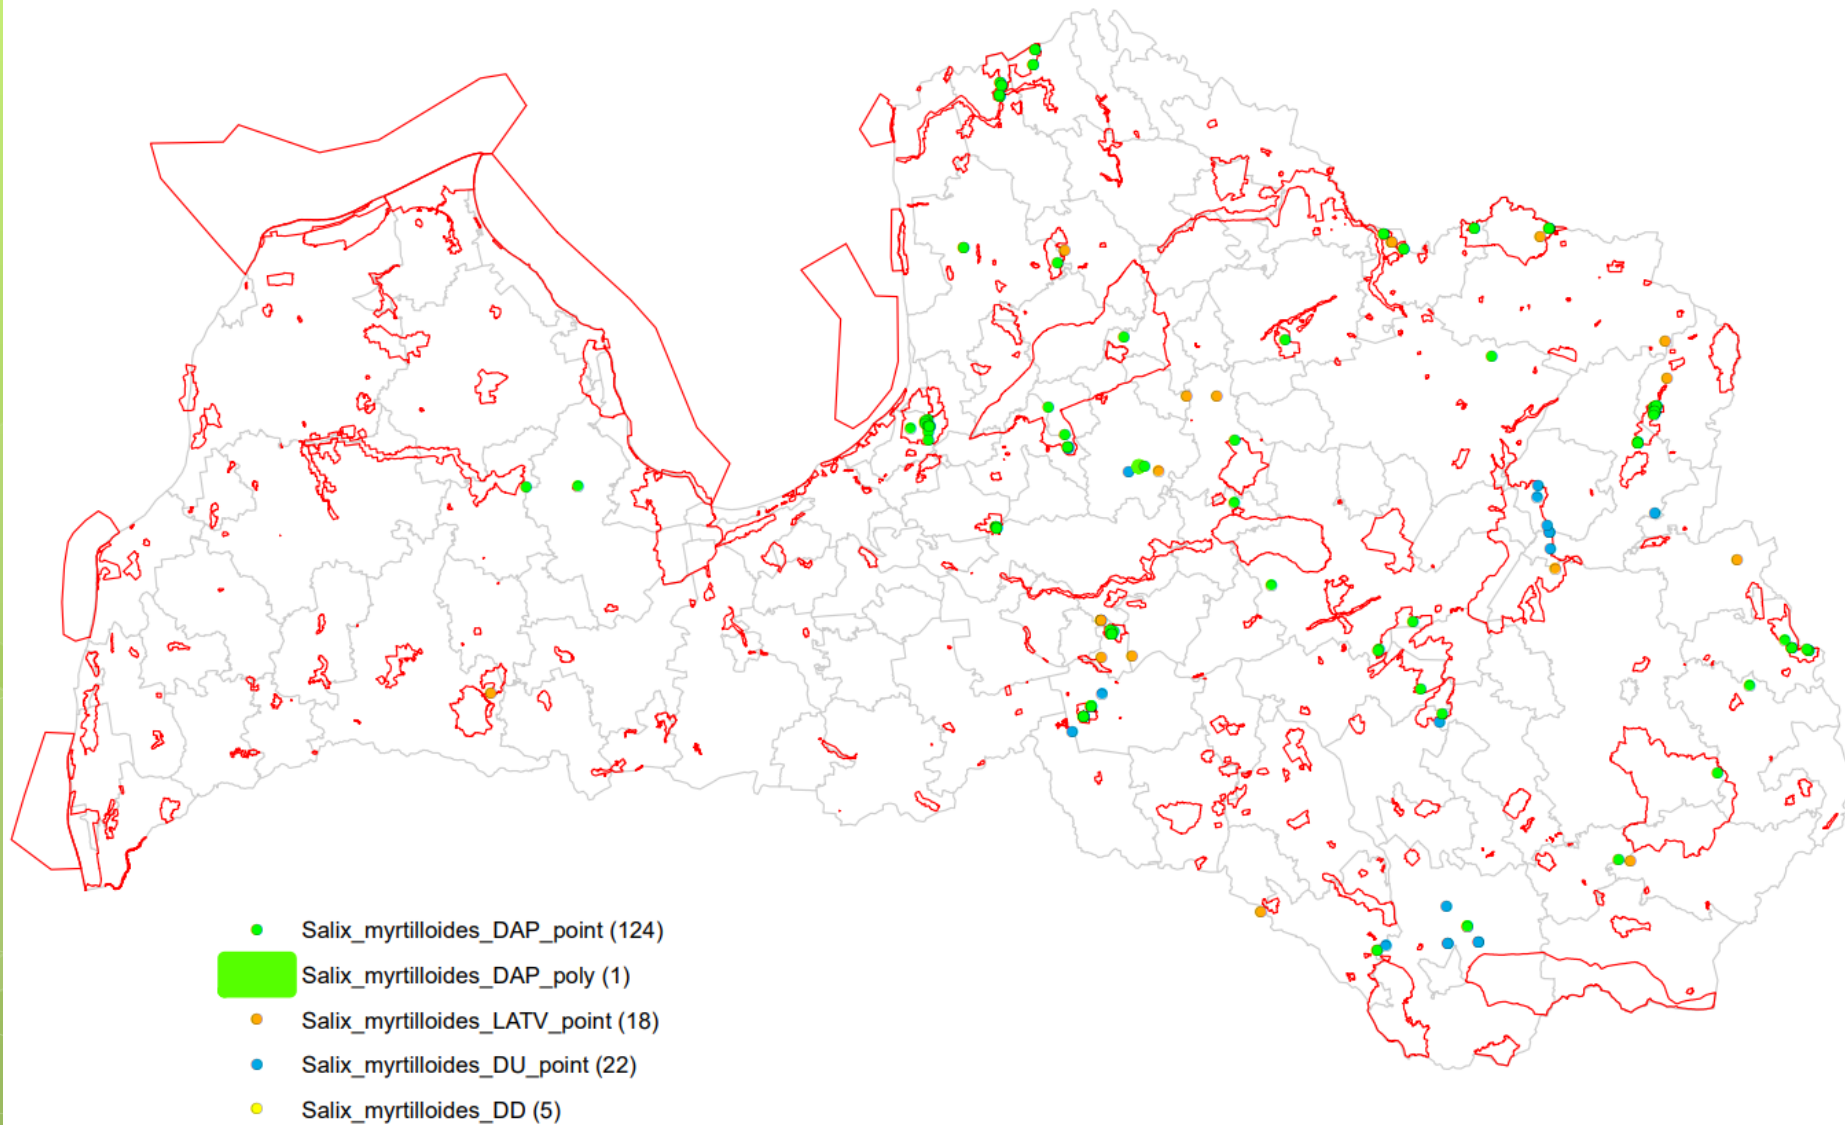 Salix_myrtilloides_DAP_point (124)
Salix_myrtilloides_DAP_poly (1)
Salix_myrtilloides_LATV_point (18)
Salix_myrtilloides_DU_point (22)
Salix_myrtilloides_DD (5)